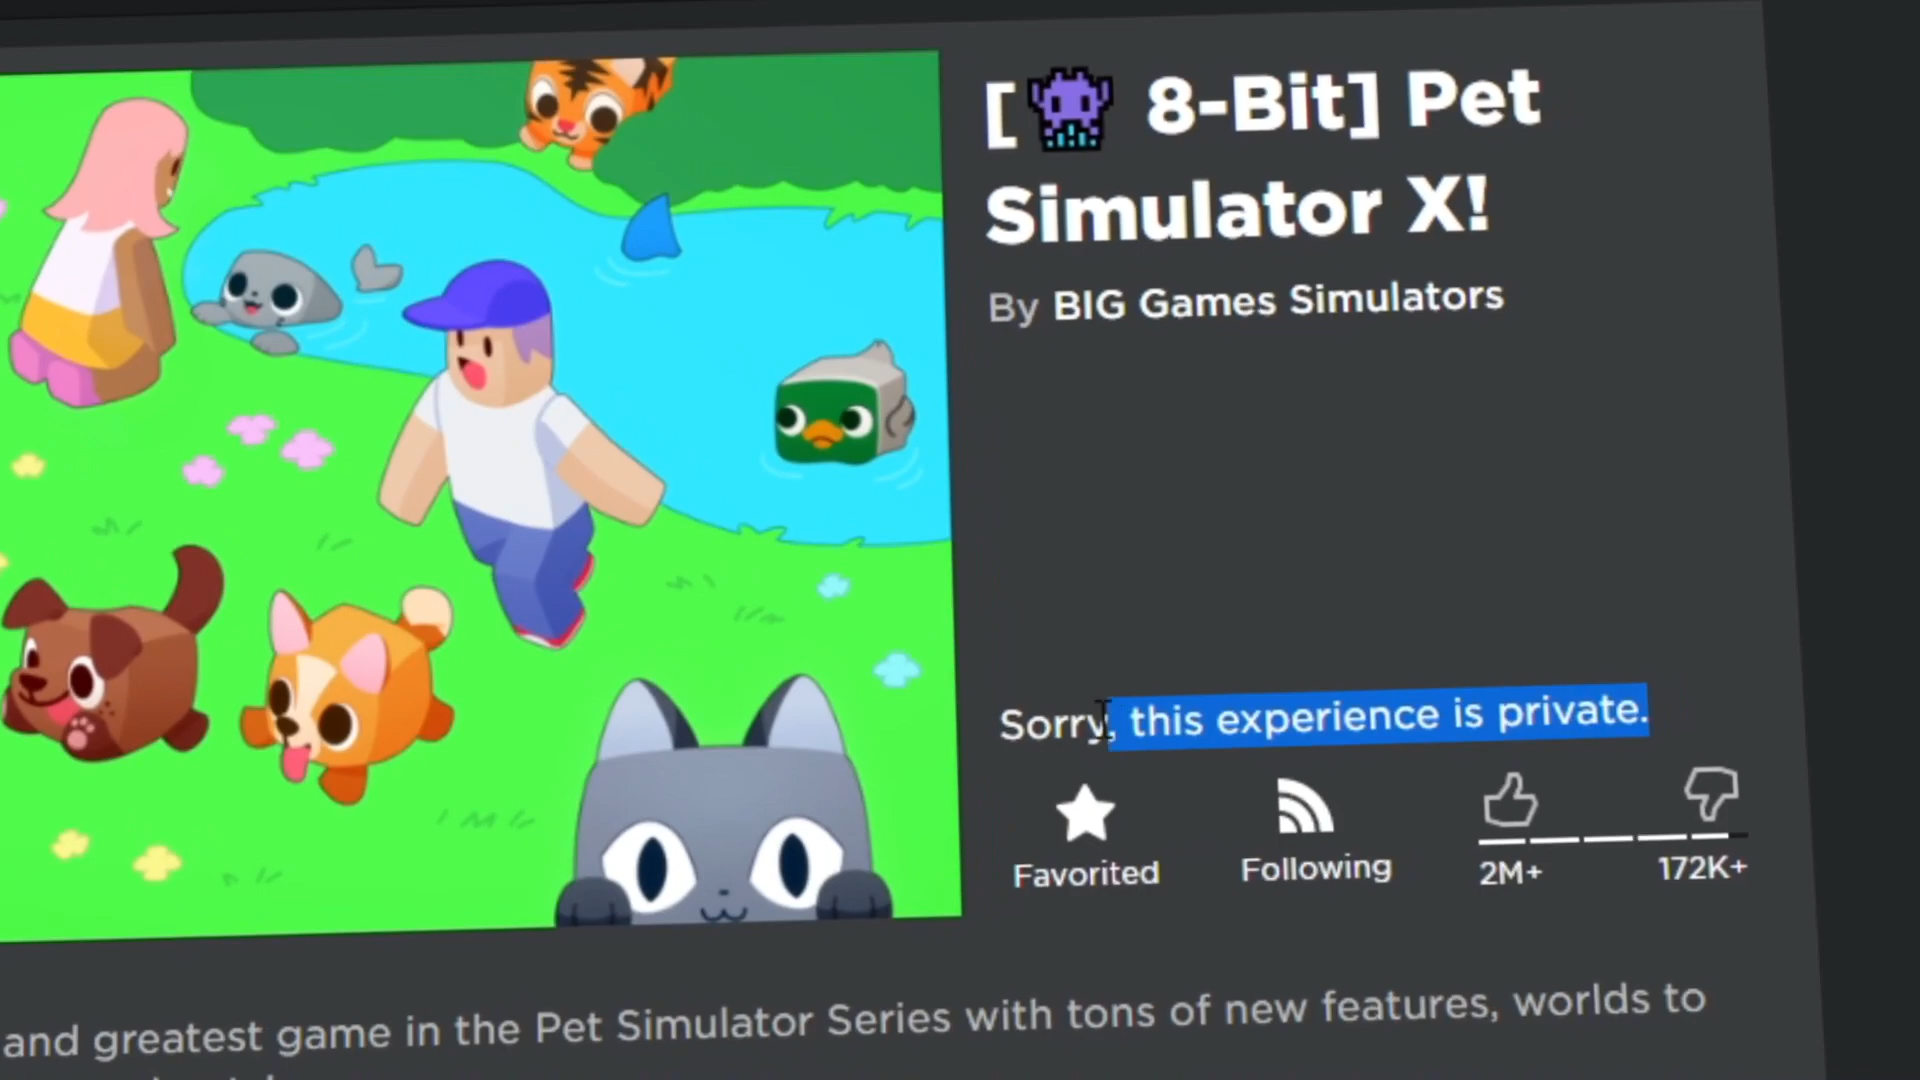 [ 8-Bit] Pet
Simulator X!
By BIG Games Simulators
Sorry, this experience is private.
Favorited
Following
2M+
172K+
and greatest game in the Pet Simulator Series with tons of new features, worlds to